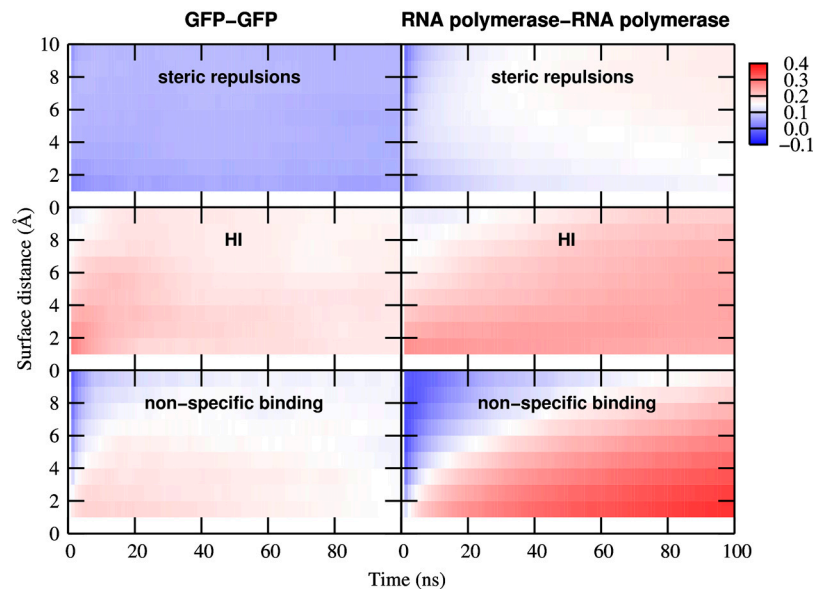 GFP−GFP
RNA polymerase−RNA polymerase
10
8
6
4
2
0
steric repulsions
steric repulsions
0.4
0.3
0.2
0.1
0.0
−0.1
Surface distance (Å)
8
6
4
2
0
HI
HI
8
6
4
2
0
non−specific binding
non−specific binding
0 20 40 60 80 0 20 40 60 80 100
Time (ns)